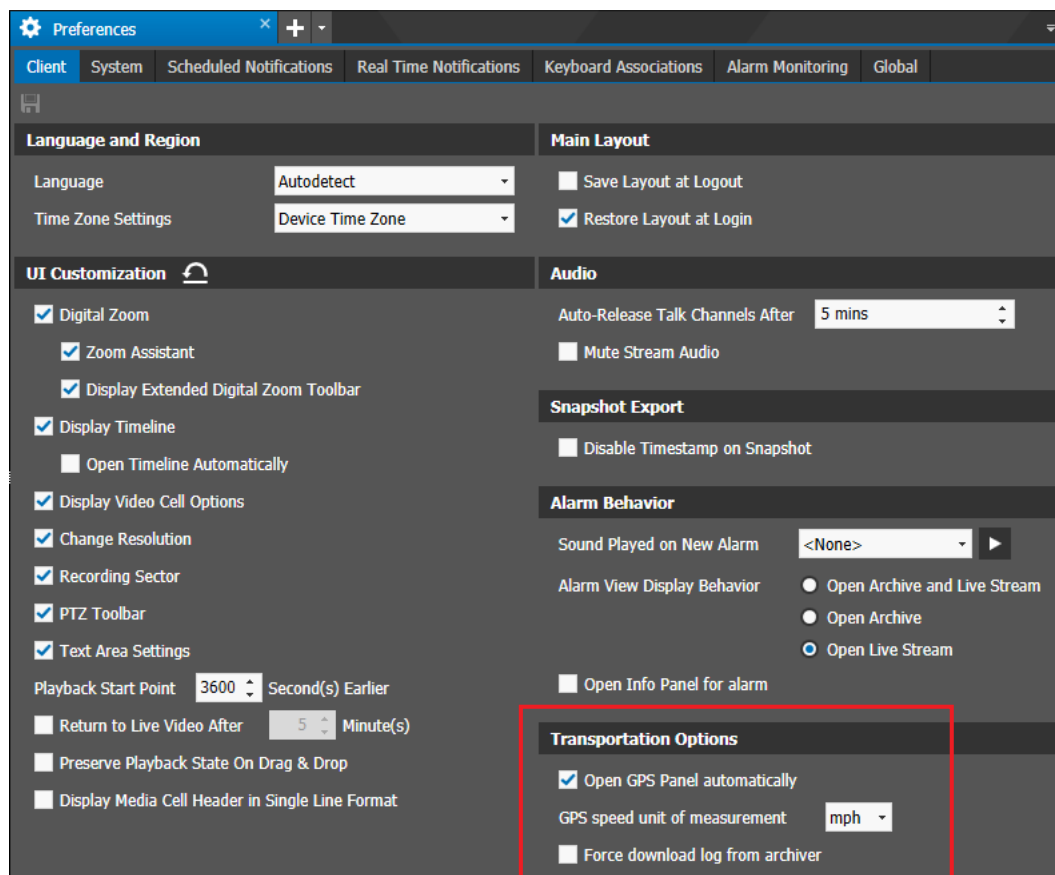 Preferences
Client System Scheduled Notifications Real Time Notifications Keyboard Associations Alarm Monitoring Global
Language and Region
Language Autodetect
Time Zone Settings Device Time Zone
UI Customization
Digital Zoom
Zoom Assistant
Display Extended Digital Zoom Toolbar
Display Timeline
Open Timeline Automatically
Display Video Cell Options
Change Resolution
Recording Sector
PTZ Toolbar
Text Area Settings
Playback Start Point 3600 Second(s) Earlier
Return to Live Video After 5 Minute(s)
Preserve Playback State On Drag & Drop
Display Media Cell Header in Single Line Format
Main Layout
Save Layout at Logout
Restore Layout at Login
Audio
Auto-Release Talk Channels After 5 mins
Mute Stream Audio
Snapshot Export
Disable Timestamp on Snapshot
Alarm Behavior
Sound Played on New Alarm <None>
Alarm View Display Behavior Open Archive and Live Stream
Open Archive
Open Live Stream
Open Info Panel for alarm
Transportation Options
Open GPS Panel automatically
GPS speed unit of measurement mph
Force download log from archiver